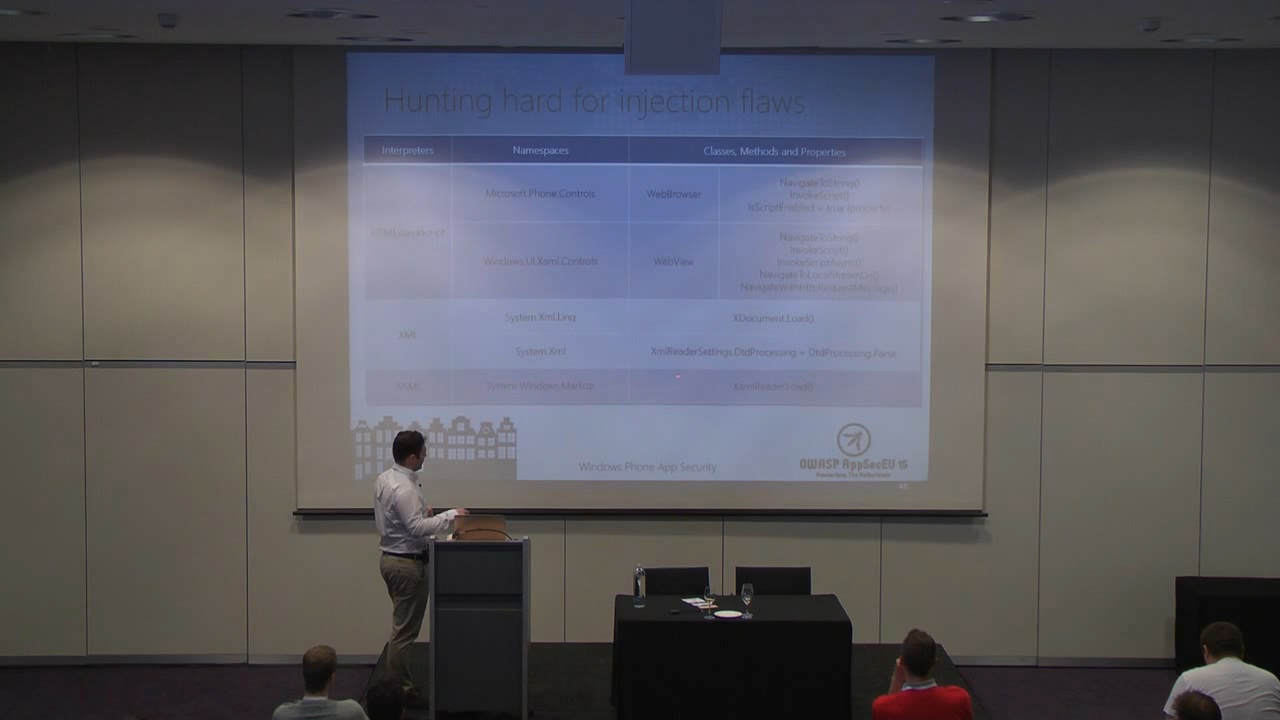 Hunting hard for injection flaws
Interpreters Namespaces Classes, Methods and Properties
HTML/JavaScript
Microsoft.Phone.Controls WebBrowser
NavigateToString()
InvokeScript()
IsScriptEnabled = true (property)
Windows.UI.Xaml.Controls WebView
NavigateToString()
InvokeScript()
InvokeScriptAsync()
NavigateToLocalStreamUri()
NavigateWithHttpRequestMessage()
XML
System.Xml.Linq XDocument.Load()
System.Xml XmlReaderSettings.DtdProcessing = DtdProcessing.Parse
XAML System.Windows.Markup XamlReader.Load()
Windows Phone App Security
OWASP AppSecEU 15
Amsterdam, The Netherlands